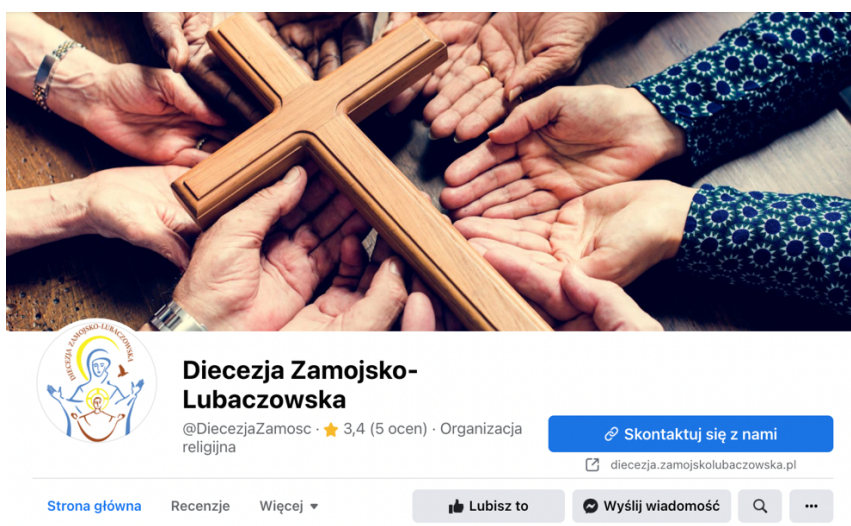 DIECEZJA ZAMOJSKO-LUBACZOWSKA
Diecezja Zamojsko-
Lubaczowska
@DiecezjaZamosc · 3,4 (5 ocen) · Organizacja
religijna
Skontaktuj się z nami
diecezja.zamojskolubaczowska.pl
Strona główna
Recenzje
Więcej
Lubisz to
Wyślij wiadomość